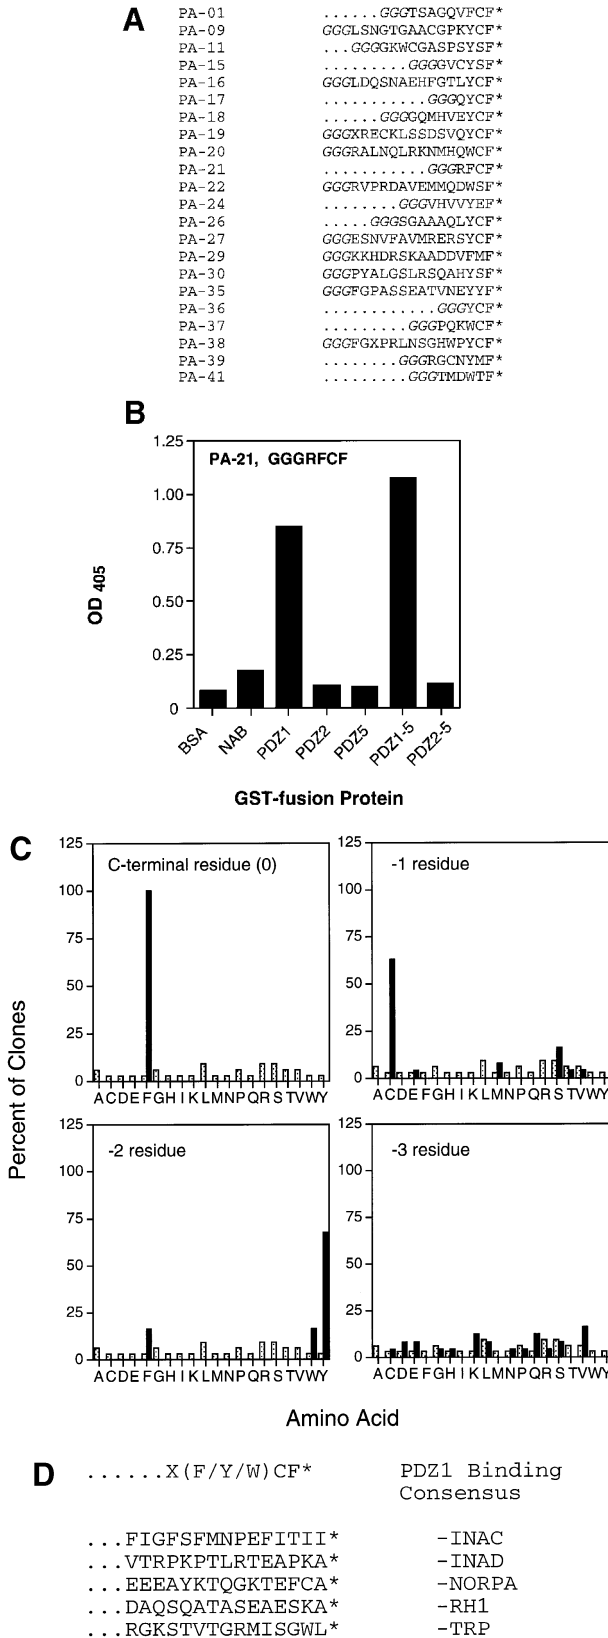 A
PA-01 ......GGGTSAGQVFCF*
PA-09 GGGLSNGTGAACGPKYCF*
PA-11 ...GGGGKWCGASPSYSF*
PA-15 .........GGGGVCYSF*
PA-16 GGGLDQSNAEHFGTLYCF*
PA-17 ...........GGGQYCF*
PA-18 ......GGGGQMHVEYCF*
PA-19 GGGXRECKLSSDSVQYCF*
PA-20 GGGRALNQLRKNMHQWCF*
PA-21 ...........GGGRFCF*
PA-22 GGGRVPRDAVEMMQDWSF*
PA-24 ........GGGVHVVYEF*
PA-26 .....GGGSGAAAQLYCF*
PA-27 GGGESNVFAVMRERSYCF*
PA-29 GGGKKHDRSKAADDVFMF*
PA-30 GGGPYALGSLRSQAHYSF*
PA-35 GGGFGPASSEATVNEYYF*
PA-36 ............GGGYCF*
PA-37 .........GGGPQKWCF*
PA-38 GGGFGXPRLNSGHWPYCF*
PA-39 ........GGGRGCNYMF*
PA-41 .........GGGTMDWTF*
B
PA-21, GGGRFCF
1.25
1.00
0.75
0.50
0.25
0
OD 405
BSA NAB PDZ1 PDZ2 PDZ5 PDZ1-5 PDZ2-5
GST-fusion Protein
C
C-terminal residue (0)
125
100
75
50
25
0
ACDEFGHIKLMNPQRSTVWY
-1 residue
125
100
75
50
25
0
ACDEFGHIKLMNPQRSTVWY
-2 residue
125
100
75
50
25
0
ACDEFGHIKLMNPQRSTVWY
-3 residue
125
100
75
50
25
0
ACDEFGHIKLMNPQRSTVWY
Percent of Clones
Amino Acid
D
......X(F/Y/W)CF* PDZ1 Binding
Consensus
...FIGFSFMNPEFITII* -INAC
...VTRPKPTLRTEAPKA* -INAD
...EEEAYKTQGKTEFCA* -NORPA
...DAQSQATASEAESKA* -RH1
...RGKSTVTGRMISGWL* -TRP